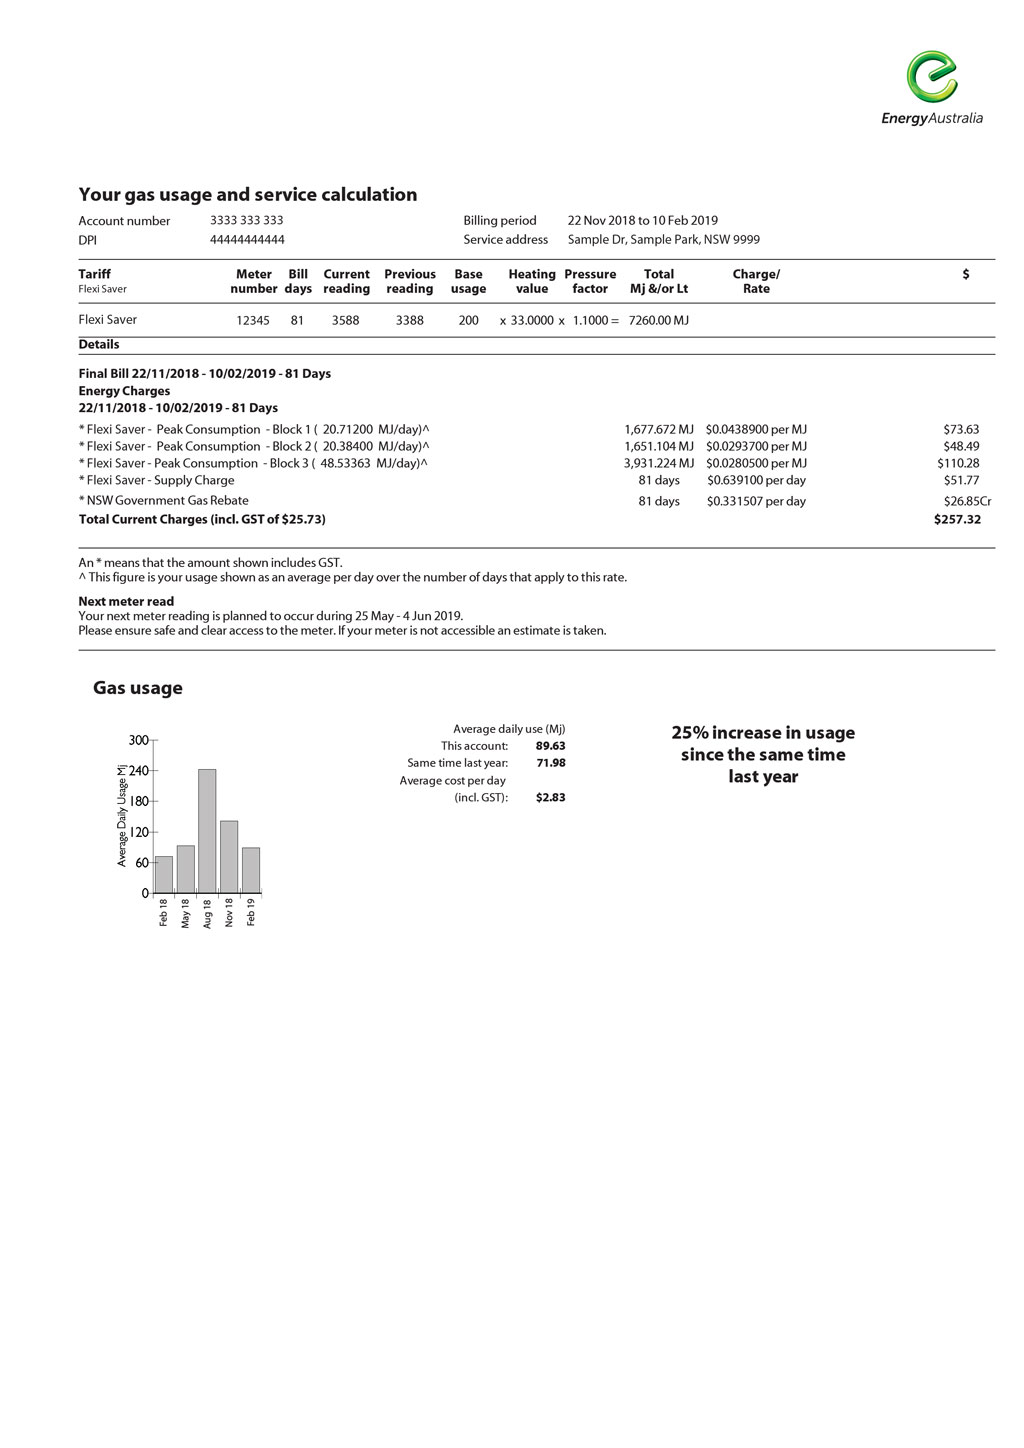 EnergyAustralia
Your gas usage and service calculation
Account number 3333 333 333 Billing period 22 Nov 2018 to 10 Feb 2019
DPI 44444444444 Service address Sample Dr, Sample Park, NSW 9999
Tariff Meter Bill Current Previous Base Heating Pressure Total Charge/ $
Flexi Saver number days reading reading usage value factor Mj &/or Lt Rate
Flexi Saver 12345 81 3588 3388 200 x 33.0000 x 1.1000 = 7260.00 MJ
Details
Final Bill 22/11/2018 - 10/02/2019 - 81 Days
Energy Charges
22/11/2018 - 10/02/2019 - 81 Days
* Flexi Saver - Peak Consumption - Block 1 ( 20.71200 MJ/day)^ 1,677.672 MJ $0.0438900 per MJ $73.63
* Flexi Saver - Peak Consumption - Block 2 ( 20.38400 MJ/day)^ 1,651.104 MJ $0.0293700 per MJ $48.49
* Flexi Saver - Peak Consumption - Block 3 ( 48.53363 MJ/day)^ 3,931.224 MJ $0.0280500 per MJ $110.28
* Flexi Saver - Supply Charge 81 days $0.639100 per day $51.77
* NSW Government Gas Rebate 81 days $0.331507 per day $26.85Cr
Total Current Charges (incl. GST of $25.73) $257.32
An * means that the amount shown includes GST.
^ This figure is your usage shown as an average per day over the number of days that apply to this rate.
Next meter read
Your next meter reading is planned to occur during 25 May - 4 Jun 2019.
Please ensure safe and clear access to the meter. If your meter is not accessible an estimate is taken.
Gas usage
Average Daily Usage Mj
300
240
180
120
60
0
Feb 18
May 18
Aug 18
Nov 18
Feb 19
Average daily use (Mj)
This account: 89.63
Same time last year: 71.98
Average cost per day
(incl. GST): $2.83
25% increase in usage
since the same time
last year